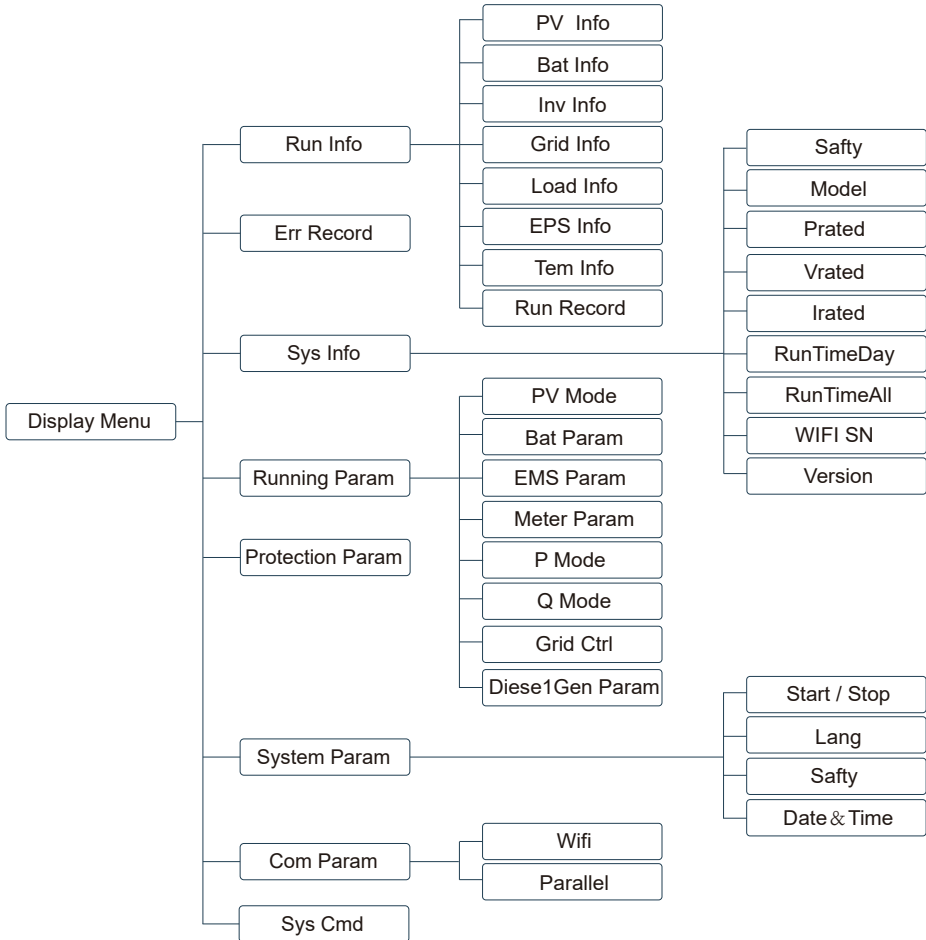 Display Menu
Run Info
PV Info
Bat Info
Inv Info
Grid Info
Load Info
EPS Info
Tem Info
Run Record
Err Record
Sys Info
Safty
Model
Prated
Vrated
Irated
RunTimeDay
RunTimeAll
WIFI SN
Version
Running Param
PV Mode
Bat Param
EMS Param
Meter Param
P Mode
Q Mode
Grid Ctrl
Diese1Gen Param
Protection Param
System Param
Start / Stop
Lang
Safty
Date&Time
Com Param
Wifi
Parallel
Sys Cmd